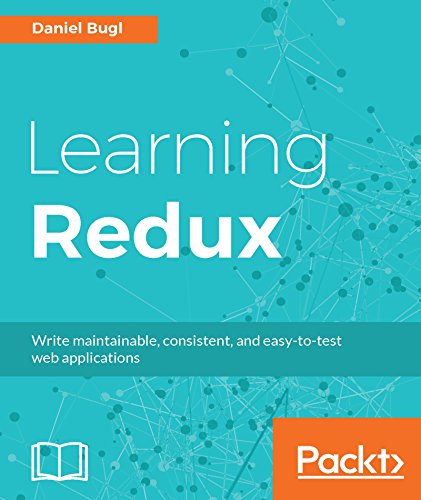 Daniel Bugl
Learning
Redux
Write maintainable, consistent, and easy-to-test
web applications
Packt>